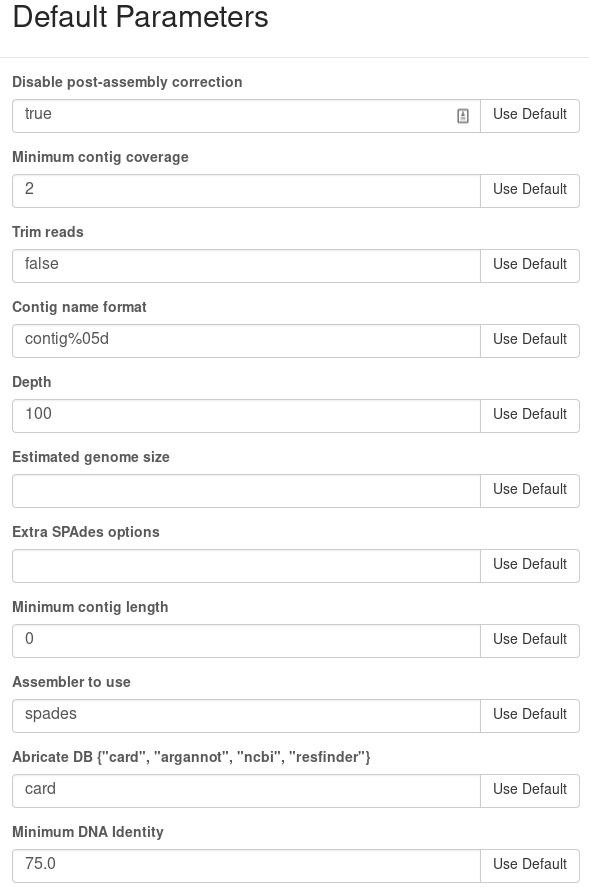 Default Parameters
Disable post-assembly correction
true Use Default
Minimum contig coverage
2 Use Default
Trim reads
false Use Default
Contig name format
contig%05d Use Default
Depth
100 Use Default
Estimated genome size
Use Default
Extra SPAdes options
Use Default
Minimum contig length
0 Use Default
Assembler to use
spades Use Default
Abricate DB {"card", "argannot", "ncbi", "resfinder"}
card Use Default
Minimum DNA Identity
75.0 Use Default